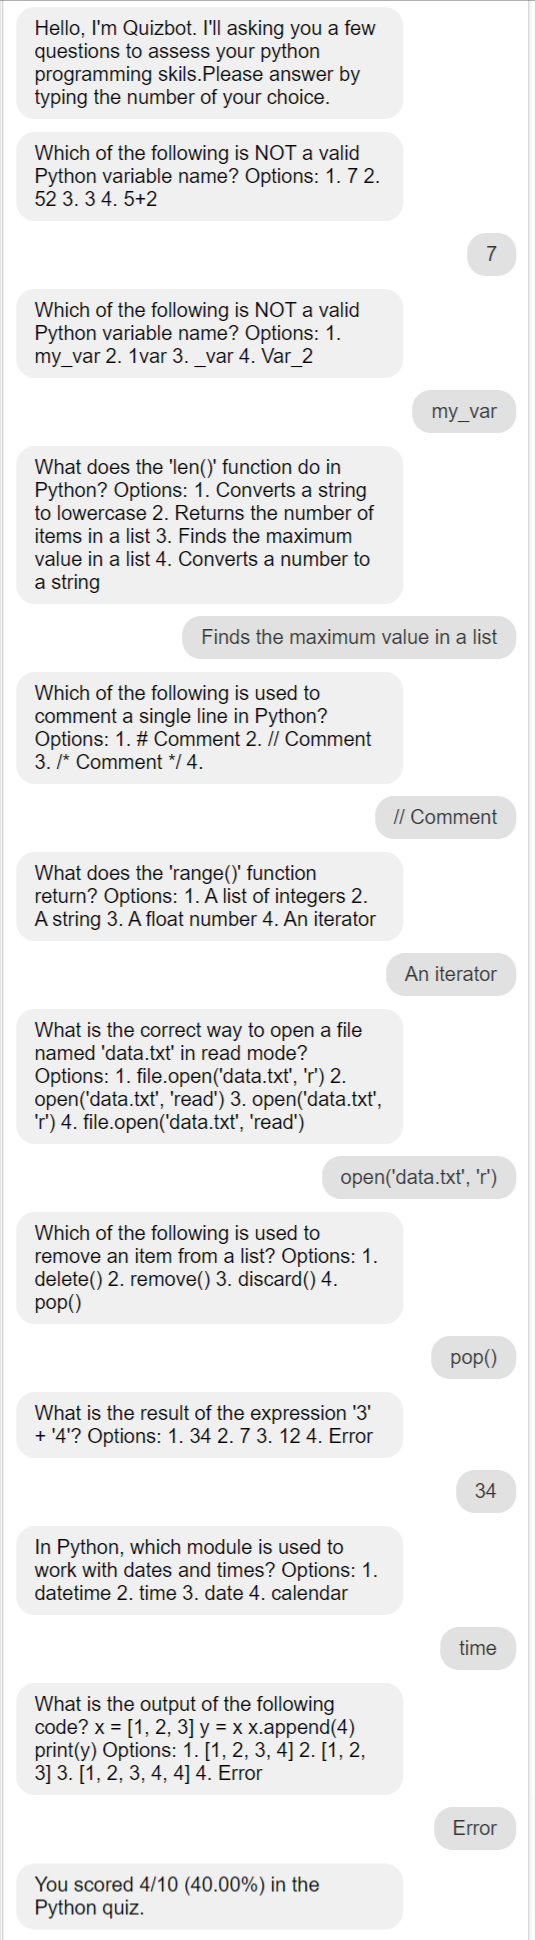 Hello, I'm Quizbot. I'll asking you a few
questions to assess your python
programming skils.Please answer by
typing the number of your choice.
Which of the following is NOT a valid
Python variable name? Options: 1. 7 2.
52 3. 3 4. 5+2
7
Which of the following is NOT a valid
Python variable name? Options: 1.
my_var 2. 1var 3. _var 4. Var_2
my_var
What does the 'len()' function do in
Python? Options: 1. Converts a string
to lowercase 2. Returns the number of
items in a list 3. Finds the maximum
value in a list 4. Converts a number to
a string
Finds the maximum value in a list
Which of the following is used to
comment a single line in Python?
Options: 1. # Comment 2. // Comment
3. /* Comment */ 4.
// Comment
What does the 'range()' function
return? Options: 1. A list of integers 2.
A string 3. A float number 4. An iterator
An iterator
What is the correct way to open a file
named 'data.txt' in read mode?
Options: 1. file.open('data.txt', 'r') 2.
open('data.txt', 'read') 3. open('data.txt',
'r') 4. file.open('data.txt', 'read')
open('data.txt', 'r')
Which of the following is used to
remove an item from a list? Options: 1.
delete() 2. remove() 3. discard() 4.
pop()
pop()
What is the result of the expression '3'
+ '4'? Options: 1. 34 2. 7 3. 12 4. Error
34
In Python, which module is used to
work with dates and times? Options: 1.
datetime 2. time 3. date 4. calendar
time
What is the output of the following
code? x = [1, 2, 3] y = x x.append(4)
print(y) Options: 1. [1, 2, 3, 4] 2. [1, 2,
3] 3. [1, 2, 3, 4, 4] 4. Error
Error
You scored 4/10 (40.00%) in the
Python quiz.